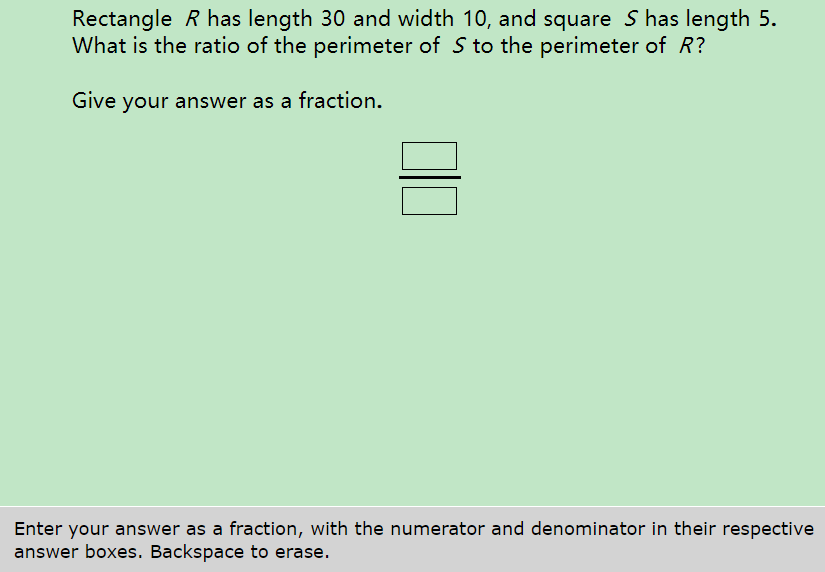 Rectangle R has length 30 and width 10, and square S has length 5.
What is the ratio of the perimeter of S to the perimeter of R?
Give your answer as a fraction.
Enter your answer as a fraction, with the numerator and denominator in their respective
answer boxes. Backspace to erase.